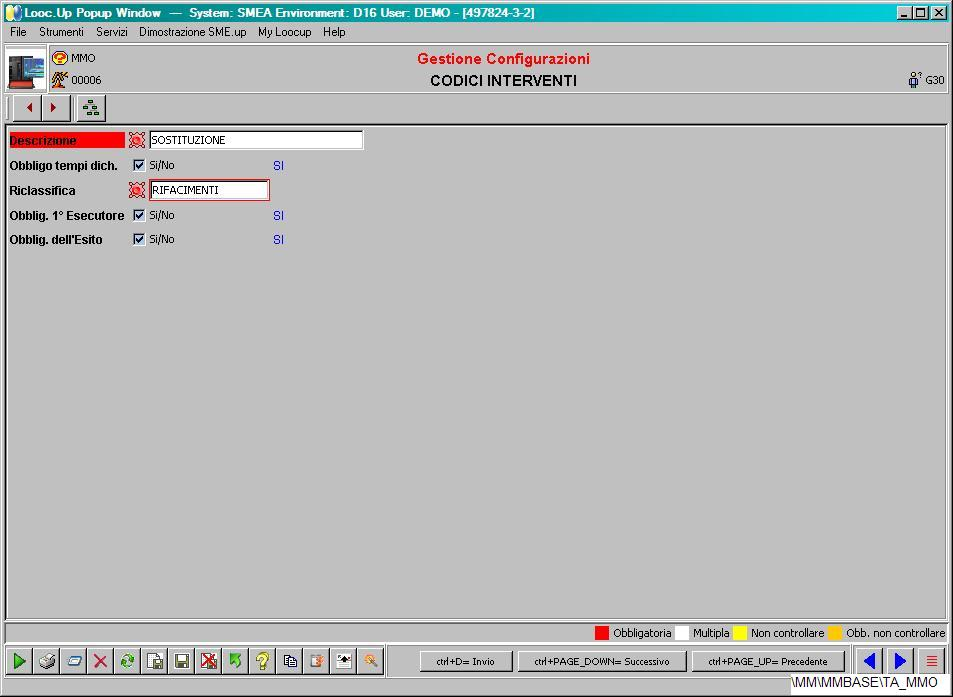 Looc.Up Popup Window — System: SMEA Environment: D16 User: DEMO - [497824-3-2]
File Strumenti Servizi Dimostrazione SME.up My Loocup Help
MMO
Gestione Configurazioni
00006
CODICI INTERVENTI
G30
Descrizione SOSTITUZIONE
Obbligo tempi dich. Si/No SI
Riclassifica RIFACIMENTI
Obblig. 1° Esecutore Si/No SI
Obblig. dell'Esito Si/No SI
Obbligatoria Multipla Non controllare Obb. non controllare
ctrl+D= Invio ctrl+PAGE_DOWN= Successivo ctrl+PAGE_UP= Precedente
\MM\MMBASE\TA_MMO